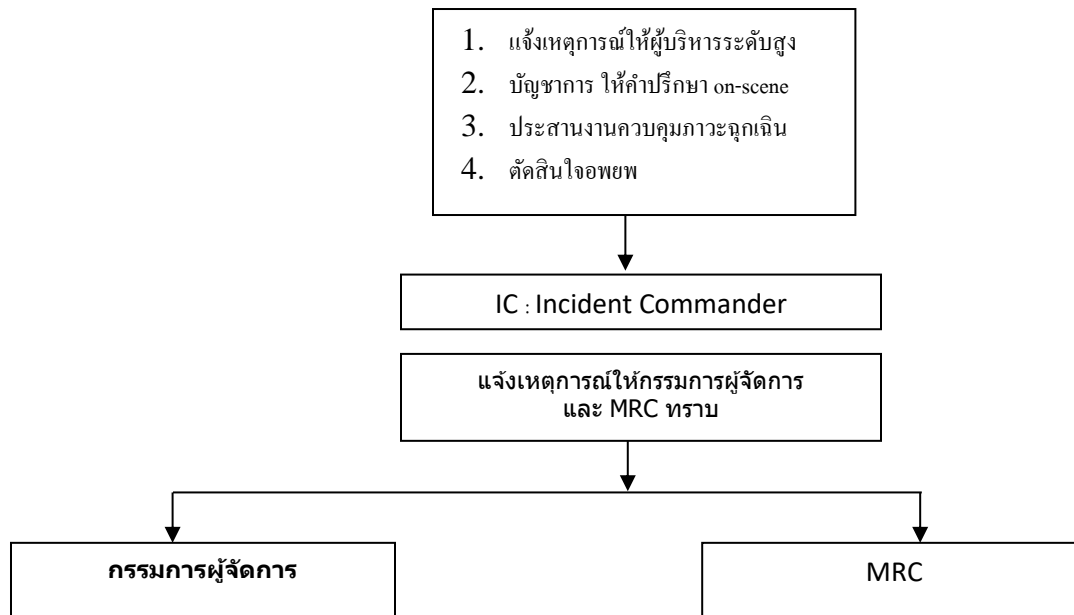 1. แจ้งเหตุการณ์ให้ผู้บริหารระดับสูง
2. บัญชาการ ให้คำปรึกษา on-scene
3. ประสานงานควบคุมภาวะฉุกเฉิน
4. ตัดสินใจอพยพ
IC : Incident Commander
แจ้งเหตุการณ์ให้กรรมการผู้จัดการ
และ MRC ทราบ
กรรมการผู้จัดการ
MRC